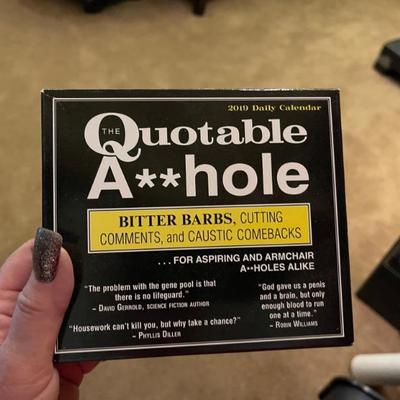 2019 Daily Calendar
THE Quotable
A**hole
BITTER BARBS, CUTTING
COMMENTS, and CAUSTIC COMEBACKS
. . . FOR ASPIRING AND ARMCHAIR
A**HOLES ALIKE
"The problem with the gene pool is that
there is no lifeguard."
– DAVID GERROLD, SCIENCE FICTION AUTHOR
"Housework can't kill you, but why take a chance?"
– PHYLLIS DILLER
"God gave us a penis
and a brain, but only
enough blood to run
one at a time."
– ROBIN WILLIAMS